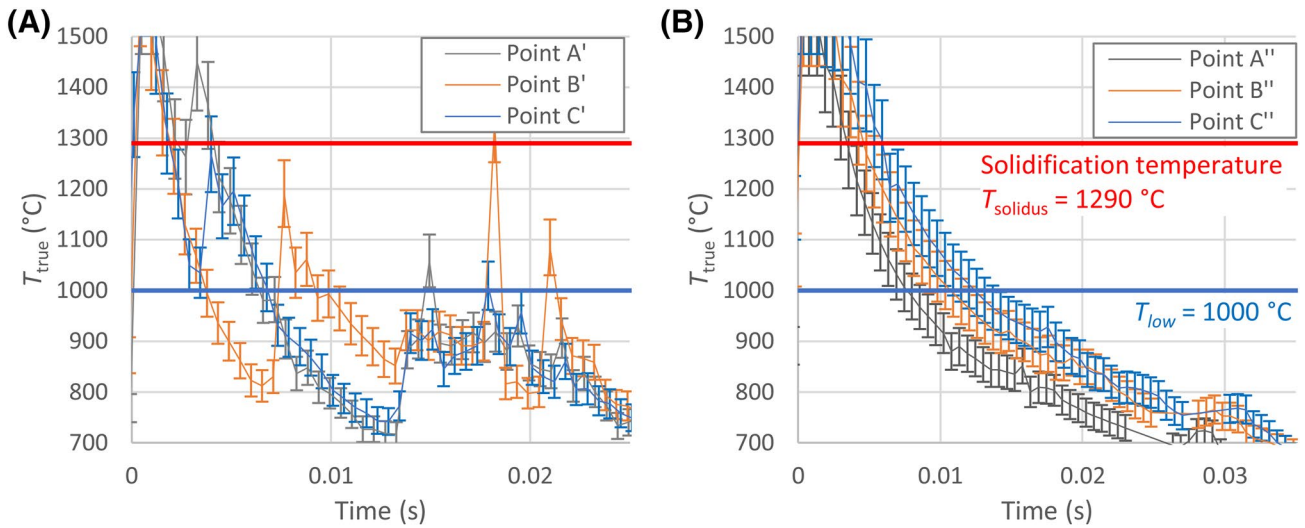 (A)
1500
1400
1300
1200
1100
1000
900
800
700
T_true (°C)
Point A'
Point B'
Point C'
0
0.01
0.02
Time (s)
(B)
1500
1400
1300
1200
1100
1000
900
800
700
T_true (°C)
Point A''
Point B''
Point C''
Solidification temperature
T_solidus = 1290 °C
T_low = 1000 °C
0
0.01
0.02
0.03
Time (s)